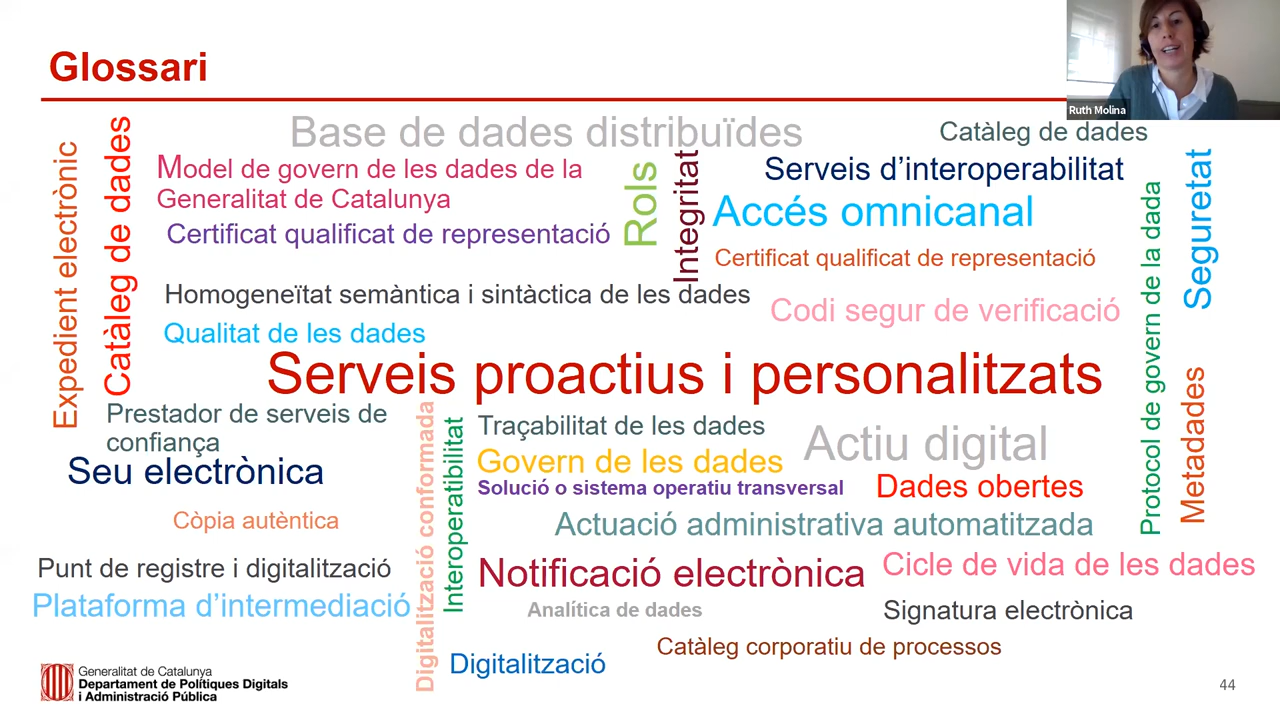 Glossari
Ruth Molina
Base de dades distribuïdes
Catàleg de dades
Expedient electrònic
Catàleg de dades
Model de govern de les dades de la
Generalitat de Catalunya
Rols
Integritat
Serveis d’interoperabilitat
Seguretat
Accés omnicanal
Certificat qualificat de representació
Certificat qualificat de representació
Protocol de govern de la dada
Homogeneïtat semàntica i sintàctica de les dades
Codi segur de verificació
Qualitat de les dades
Serveis proactius i personalitzats
Metadades
Prestador de serveis de
confiança
Digitalització conformada
Interoperatibilitat
Traçabilitat de les dades
Actiu digital
Govern de les dades
Seu electrònica
Solució o sistema operatiu transversal
Dades obertes
Còpia autèntica
Actuació administrativa automatitzada
Punt de registre i digitalització
Notificació electrònica
Cicle de vida de les dades
Plataforma d’intermediació
Analítica de dades
Signatura electrònica
Catàleg corporatiu de processos
Digitalització
Generalitat de Catalunya
Departament de Polítiques Digitals
i Administració Pública
44